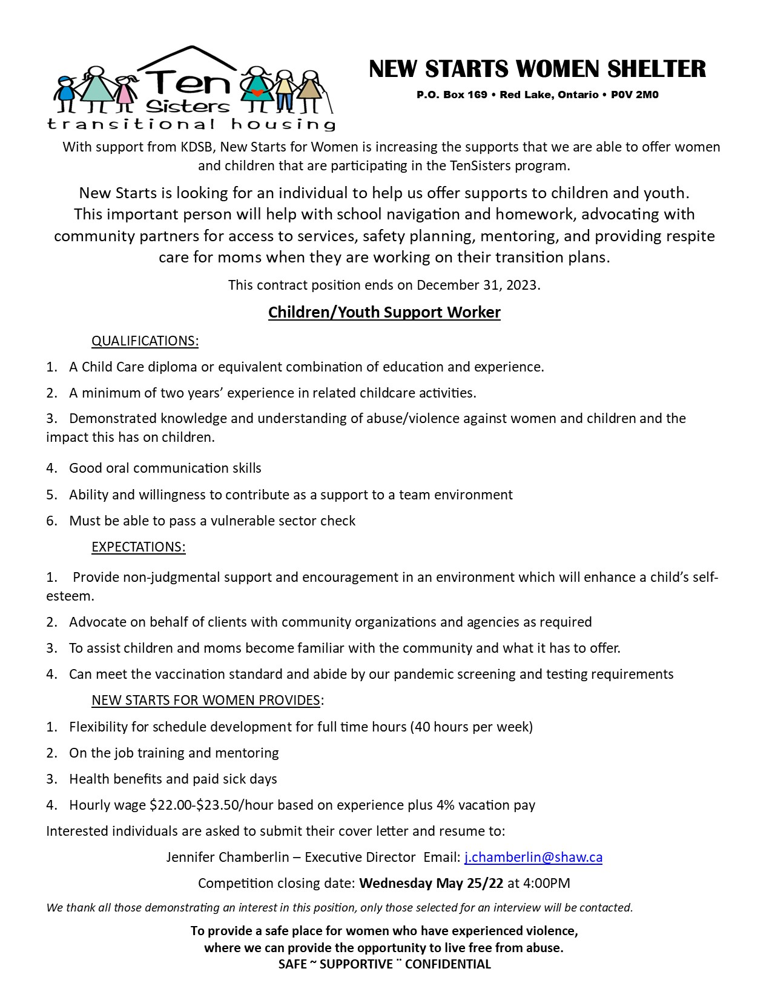 Ten
Sisters
transitional housing
NEW STARTS WOMEN SHELTER
P.O. Box 169 • Red Lake, Ontario • P0V 2M0
With support from KDSB, New Starts for Women is increasing the supports that we are able to offer women
and children that are participating in the TenSisters program.
New Starts is looking for an individual to help us offer supports to children and youth.
This important person will help with school navigation and homework, advocating with
community partners for access to services, safety planning, mentoring, and providing respite
care for moms when they are working on their transition plans.
This contract position ends on December 31, 2023.
Children/Youth Support Worker
QUALIFICATIONS:
1. A Child Care diploma or equivalent combination of education and experience.
2. A minimum of two years’ experience in related childcare activities.
3. Demonstrated knowledge and understanding of abuse/violence against women and children and the
impact this has on children.
4. Good oral communication skills
5. Ability and willingness to contribute as a support to a team environment
6. Must be able to pass a vulnerable sector check
EXPECTATIONS:
1. Provide non-judgmental support and encouragement in an environment which will enhance a child’s self-
esteem.
2. Advocate on behalf of clients with community organizations and agencies as required
3. To assist children and moms become familiar with the community and what it has to offer.
4. Can meet the vaccination standard and abide by our pandemic screening and testing requirements
NEW STARTS FOR WOMEN PROVIDES:
1. Flexibility for schedule development for full time hours (40 hours per week)
2. On the job training and mentoring
3. Health benefits and paid sick days
4. Hourly wage $22.00-$23.50/hour based on experience plus 4% vacation pay
Interested individuals are asked to submit their cover letter and resume to:
Jennifer Chamberlin – Executive Director Email: j.chamberlin@shaw.ca
Competition closing date: Wednesday May 25/22 at 4:00PM
We thank all those demonstrating an interest in this position, only those selected for an interview will be contacted.
To provide a safe place for women who have experienced violence,
where we can provide the opportunity to live free from abuse.
SAFE ~ SUPPORTIVE ¨ CONFIDENTIAL